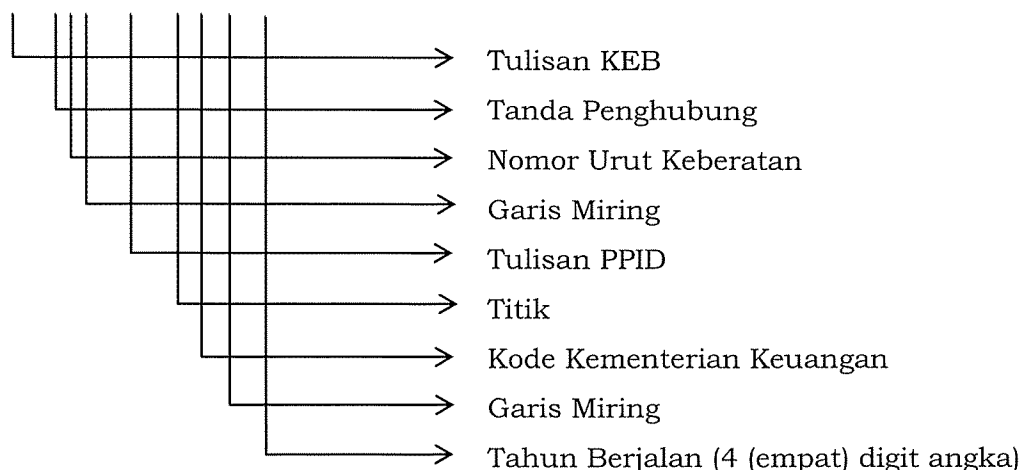 Tulisan KEB
Tanda Penghubung
Nomor Urut Keberatan
Garis Miring
Tulisan PPID
Titik
Kode Kementerian Keuangan
Garis Miring
Tahun Berjalan (4 (empat) digit angka)